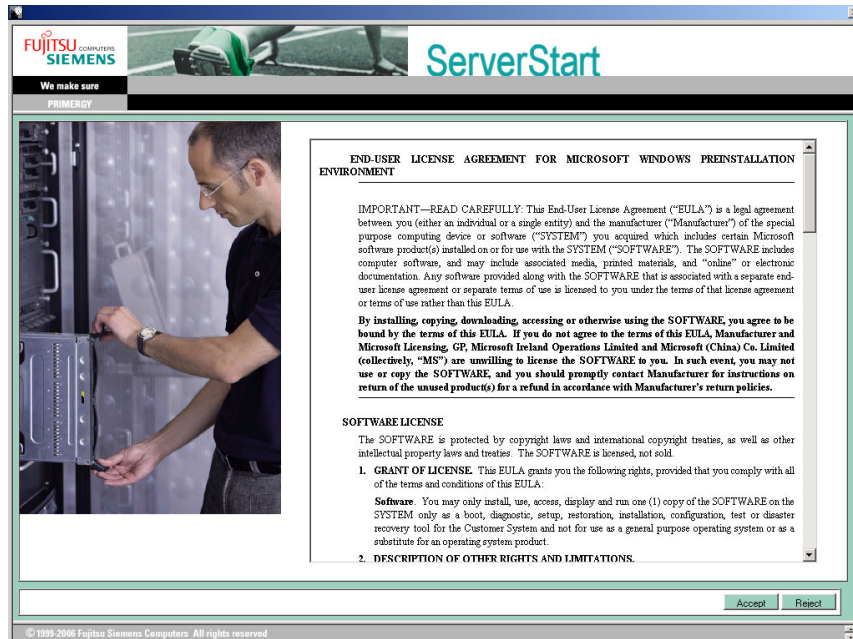 FUJITSU COMPUTERS
SIEMENS
ServerStart
We make sure
PRIMERGY
END-USER LICENSE AGREEMENT FOR MICROSOFT WINDOWS PREINSTALLATION
ENVIRONMENT
IMPORTANT—READ CAREFULLY: This End-User License Agreement (“EULA”) is a legal agreement
between you (either an individual or a single entity) and the manufacturer (“Manufacturer”) of the special
purpose computing device or software (“SYSTEM”) you acquired which includes certain Microsoft
software product(s) installed on or for use with the SYSTEM (“SOFTWARE”). The SOFTWARE includes
computer software, and may include associated media, printed materials, and “online” or electronic
documentation. Any software provided along with the SOFTWARE that is associated with a separate end-
user license agreement or separate terms of use is licensed to you under the terms of that license agreement
or terms of use rather than this EULA.
By installing, copying, downloading, accessing or otherwise using the SOFTWARE, you agree to be
bound by the terms of this EULA. If you do not agree to the terms of this EULA, Manufacturer and
Microsoft Licensing, GP, Microsoft Ireland Operations Limited and Microsoft (China) Co. Limited
(collectively, “MS”) are unwilling to license the SOFTWARE to you. In such event, you may not
use or copy the SOFTWARE, and you should promptly contact Manufacturer for instructions on
return of the unused product(s) for a refund in accordance with Manufacturer’s return policies.
SOFTWARE LICENSE
The SOFTWARE is protected by copyright laws and international copyright treaties, as well as other
intellectual property laws and treaties. The SOFTWARE is licensed, not sold.
1. GRANT OF LICENSE. This EULA grants you the following rights, provided that you comply with all
of the terms and conditions of this EULA:
Software. You may only install, use, access, display and run one (1) copy of the SOFTWARE on the
SYSTEM only as a boot, diagnostic, setup, restoration, installation, configuration, test or disaster
recovery tool for the Customer System and not for use as a general purpose operating system or as a
substitute for an operating system product.
2. DESCRIPTION OF OTHER RIGHTS AND LIMITATIONS.
Accept Reject
© 1999-2006 Fujitsu Siemens Computers All rights reserved